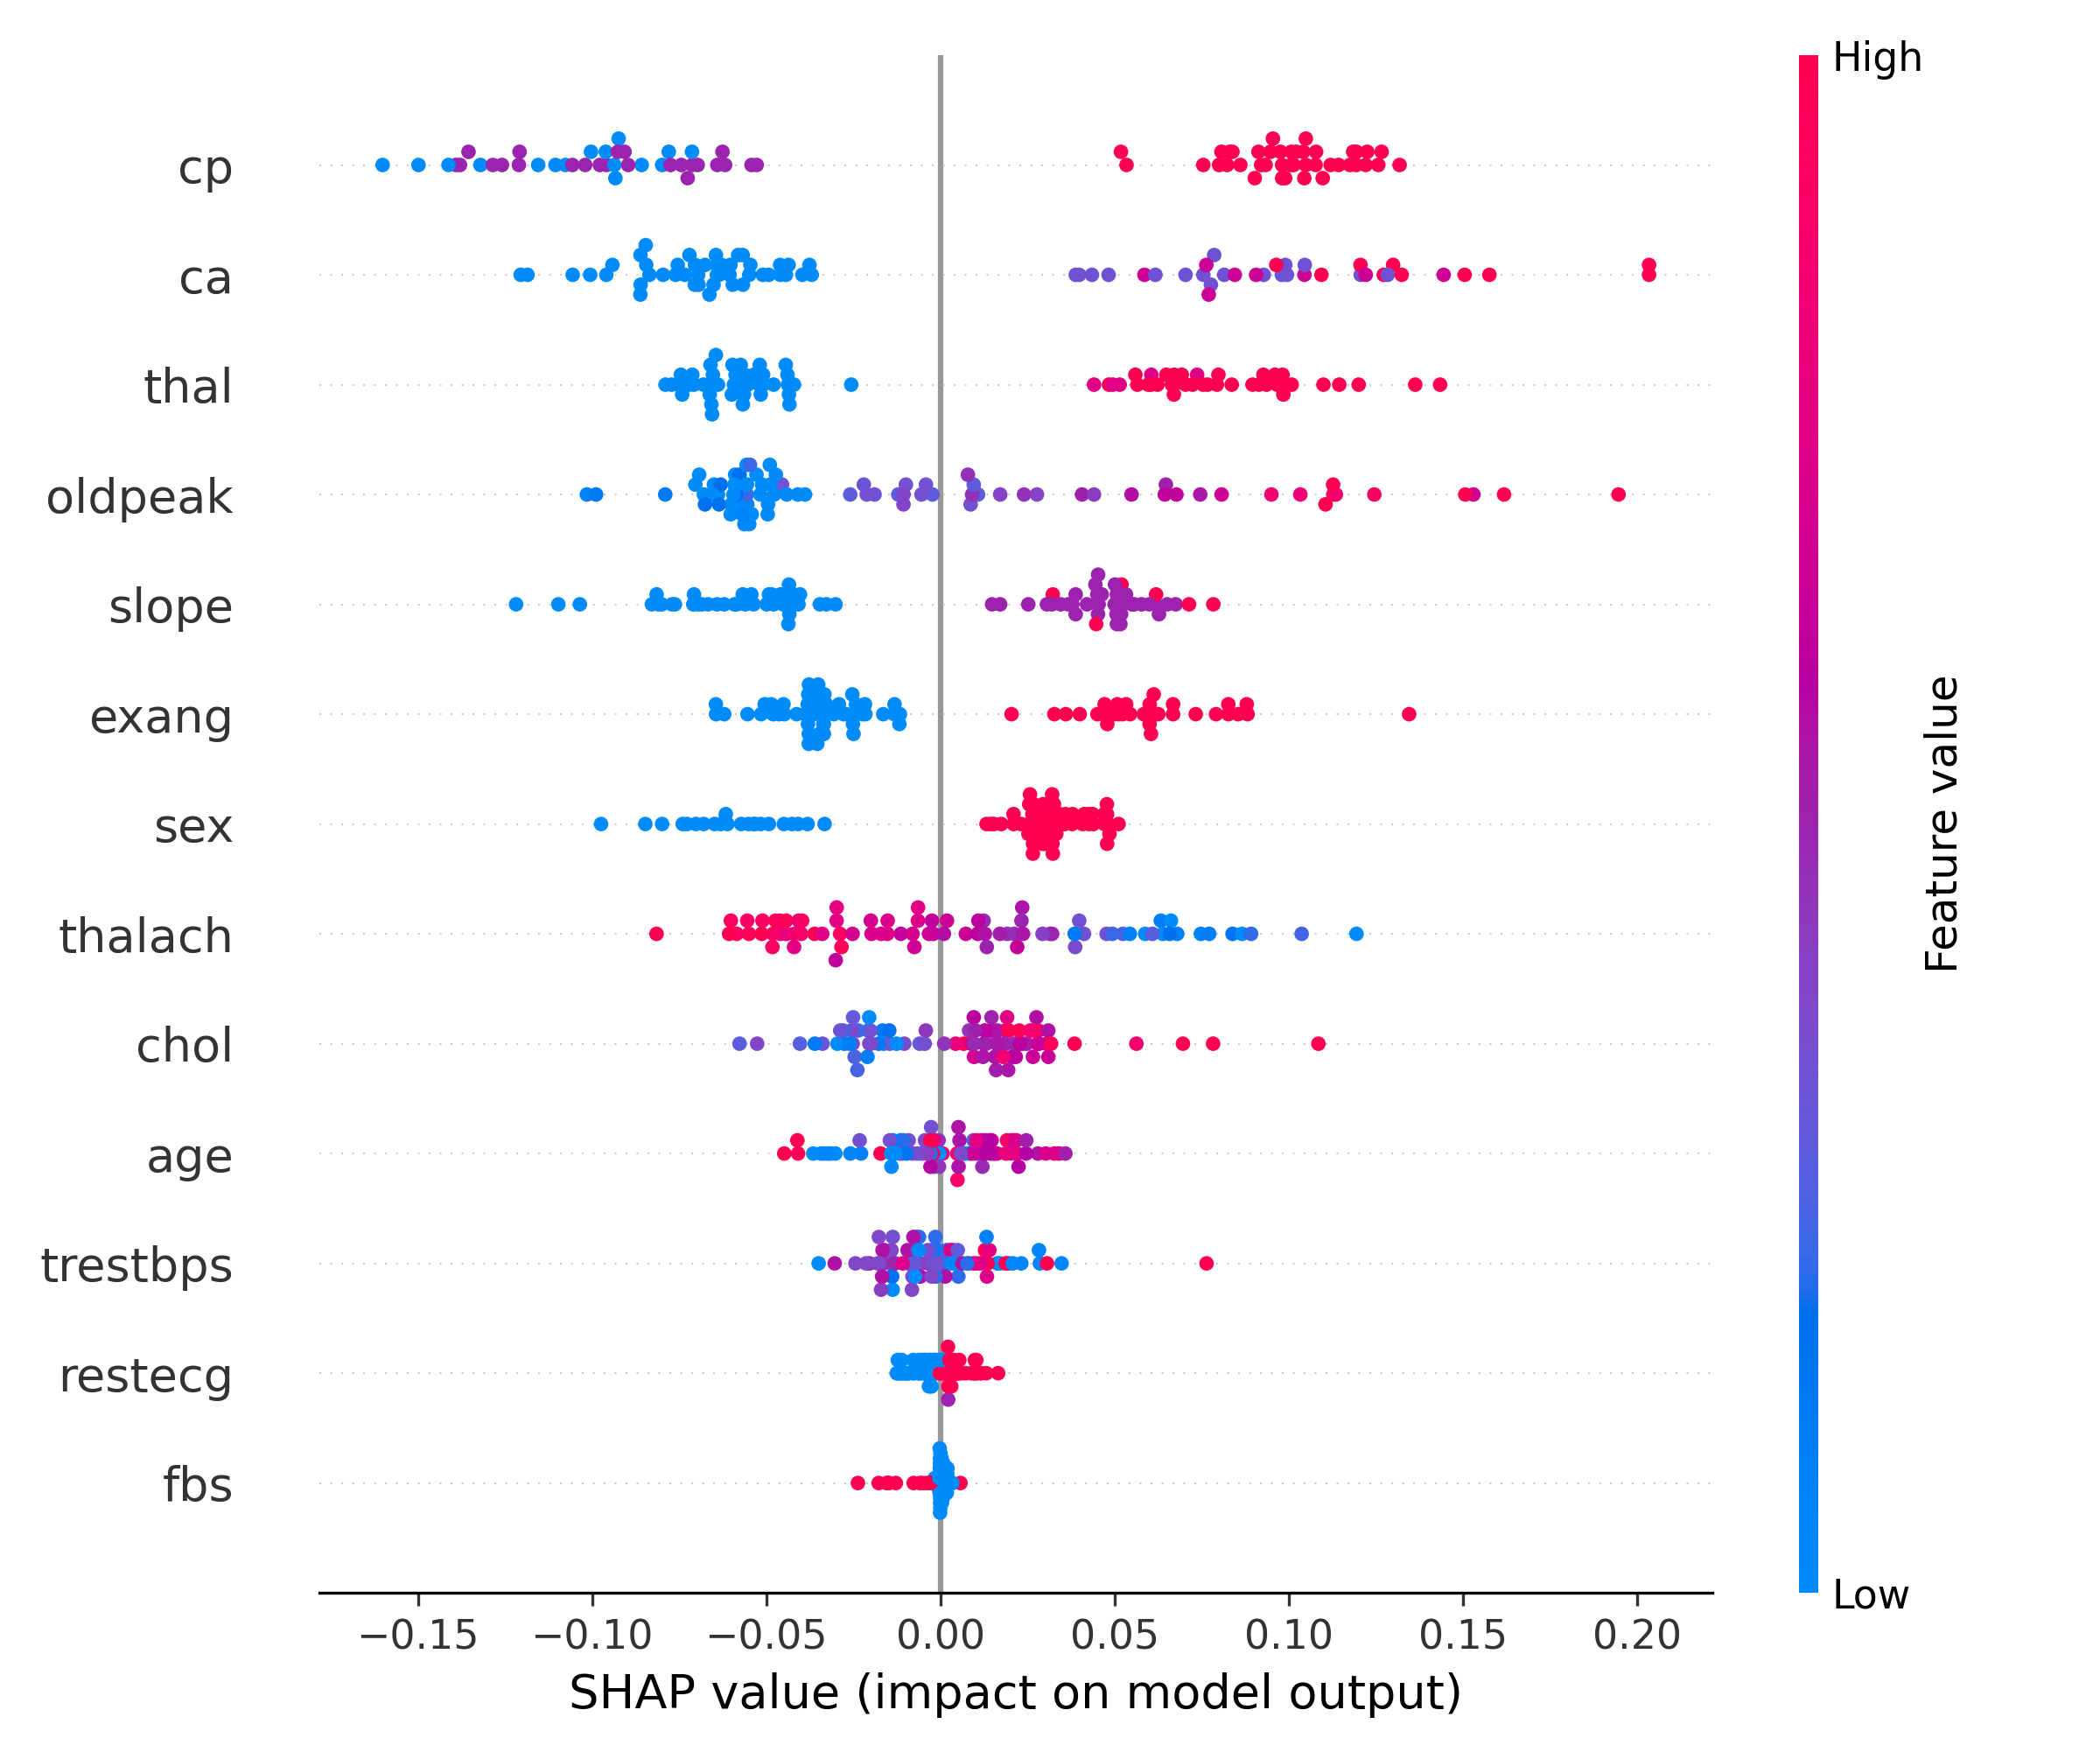 High
cp
ca
thal
oldpeak
slope
exang
sex
thalach
chol
age
trestbps
restecg
fbs
Feature value
Low
−0.15 −0.10 −0.05 0.00 0.05 0.10 0.15 0.20
SHAP value (impact on model output)